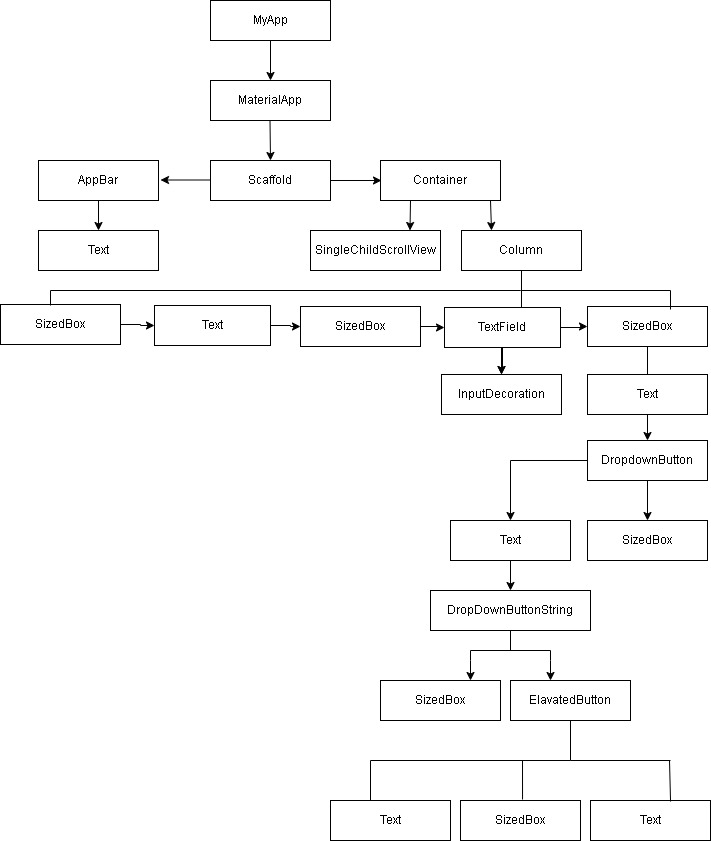 MyApp
MaterialApp
AppBar
Scaffold
Container
Text
SingleChildScrollView
Column
SizedBox
Text
SizedBox
TextField
SizedBox
InputDecoration
Text
DropdownButton
Text
SizedBox
DropDownButtonString
SizedBox
ElavatedButton
Text
SizedBox
Text